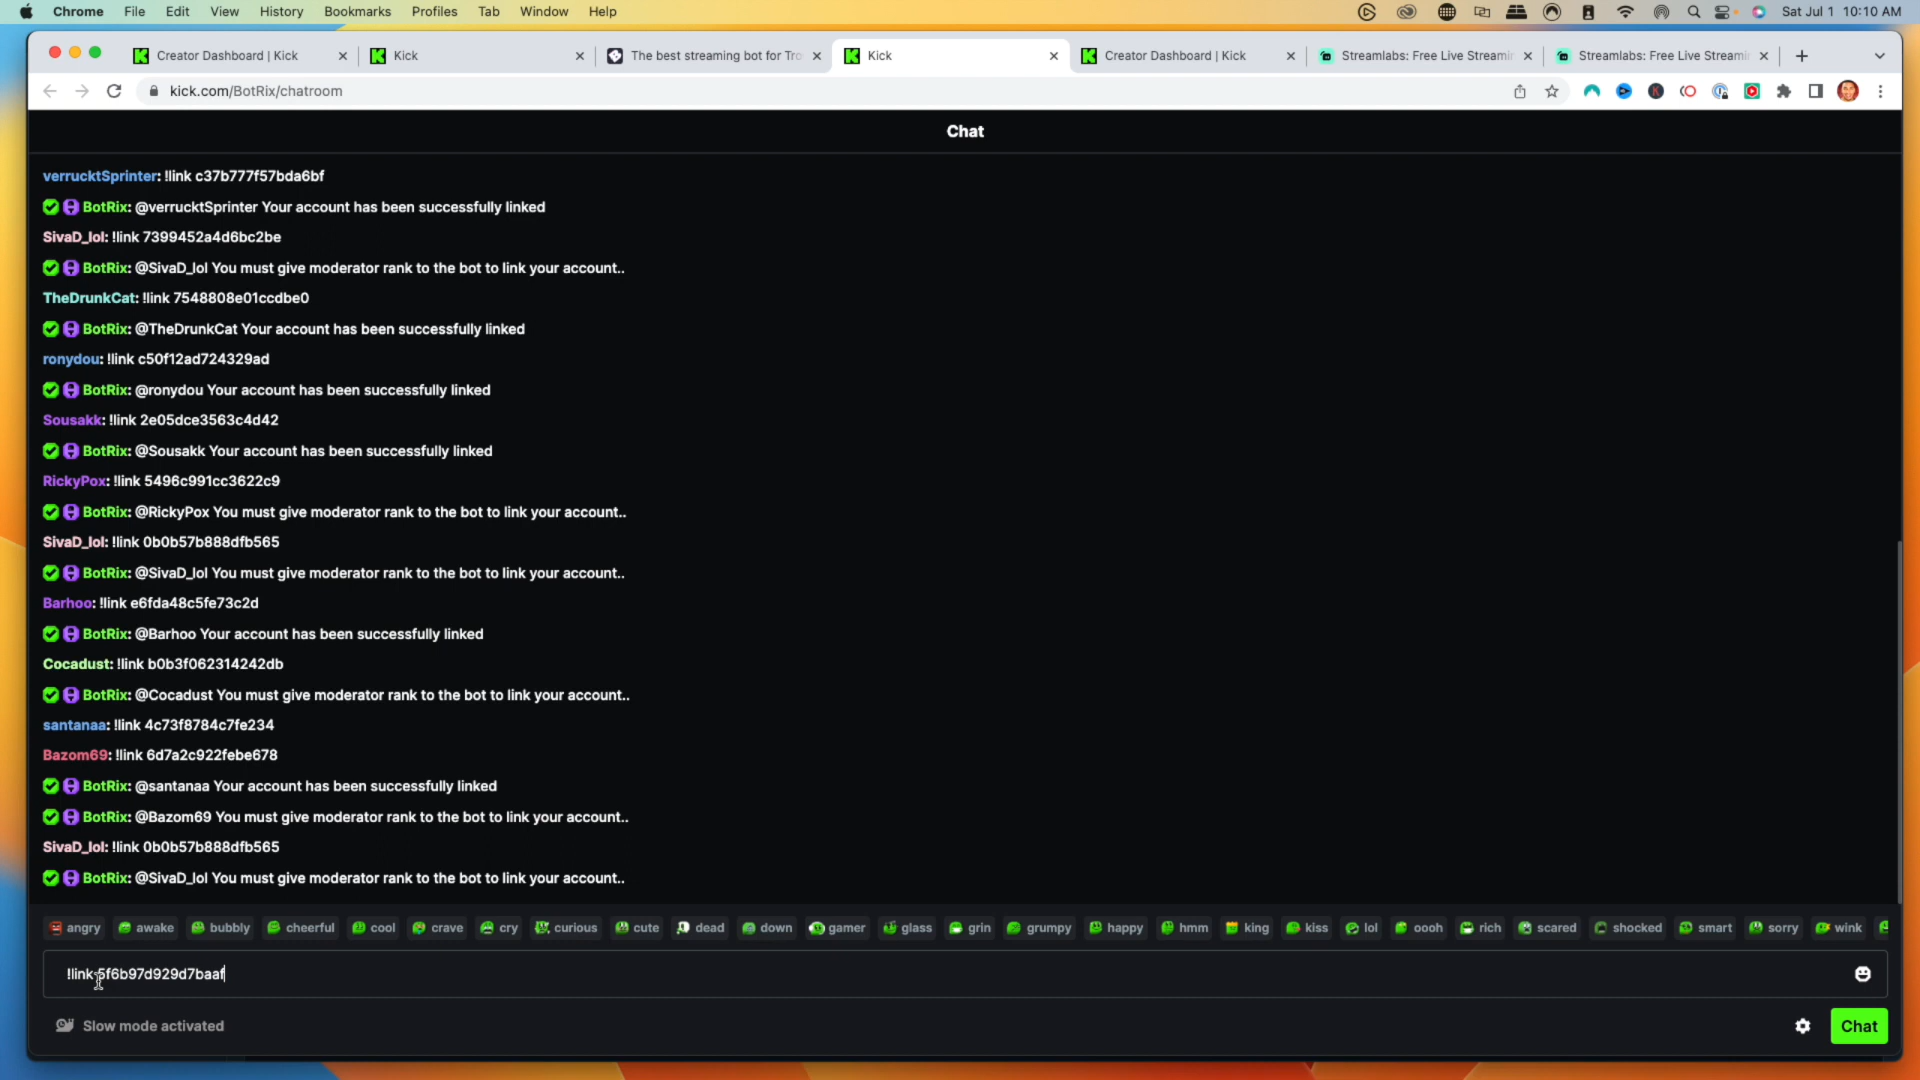 Chrome File Edit View History Bookmarks Profiles Tab Window Help Sat Jul 1 10:10 AM
Creator Dashboard | Kick Kick The best streaming bot for Tro Kick Creator Dashboard | Kick Streamlabs: Free Live Streamin Streamlabs: Free Live Streamin
kick.com/BotRix/chatroom
Chat
verrucktSprinter: !link c37b777f57bda6bf
BotRix: @verrucktSprinter Your account has been successfully linked
SivaD_lol: !link 7399452a4d6bc2be
BotRix: @SivaD_lol You must give moderator rank to the bot to link your account..
TheDrunkCat: !link 7548808e01ccdbe0
BotRix: @TheDrunkCat Your account has been successfully linked
ronydou: !link c50f12ad724329ad
BotRix: @ronydou Your account has been successfully linked
Sousakk: !link 2e05dce3563c4d42
BotRix: @Sousakk Your account has been successfully linked
RickyPox: !link 5496c991cc3622c9
BotRix: @RickyPox You must give moderator rank to the bot to link your account..
SivaD_lol: !link 0b0b57b888dfb565
BotRix: @SivaD_lol You must give moderator rank to the bot to link your account..
Barhoo: !link e6fda48c5fe73c2d
BotRix: @Barhoo Your account has been successfully linked
Cocadust: !link b0b3f062314242db
BotRix: @Cocadust You must give moderator rank to the bot to link your account..
santanaa: !link 4c73f8784c7fe234
Bazom69: !link 6d7a2c922febe678
BotRix: @santanaa Your account has been successfully linked
BotRix: @Bazom69 You must give moderator rank to the bot to link your account..
SivaD_lol: !link 0b0b57b888dfb565
BotRix: @SivaD_lol You must give moderator rank to the bot to link your account..
angry awake bubbly cheerful cool crave cry curious cute dead down gamer glass grin grumpy happy hmm king kiss lol oooh rich scared shocked smart sorry wink
!link 5f6b97d929d7baaf
Slow mode activated
Chat